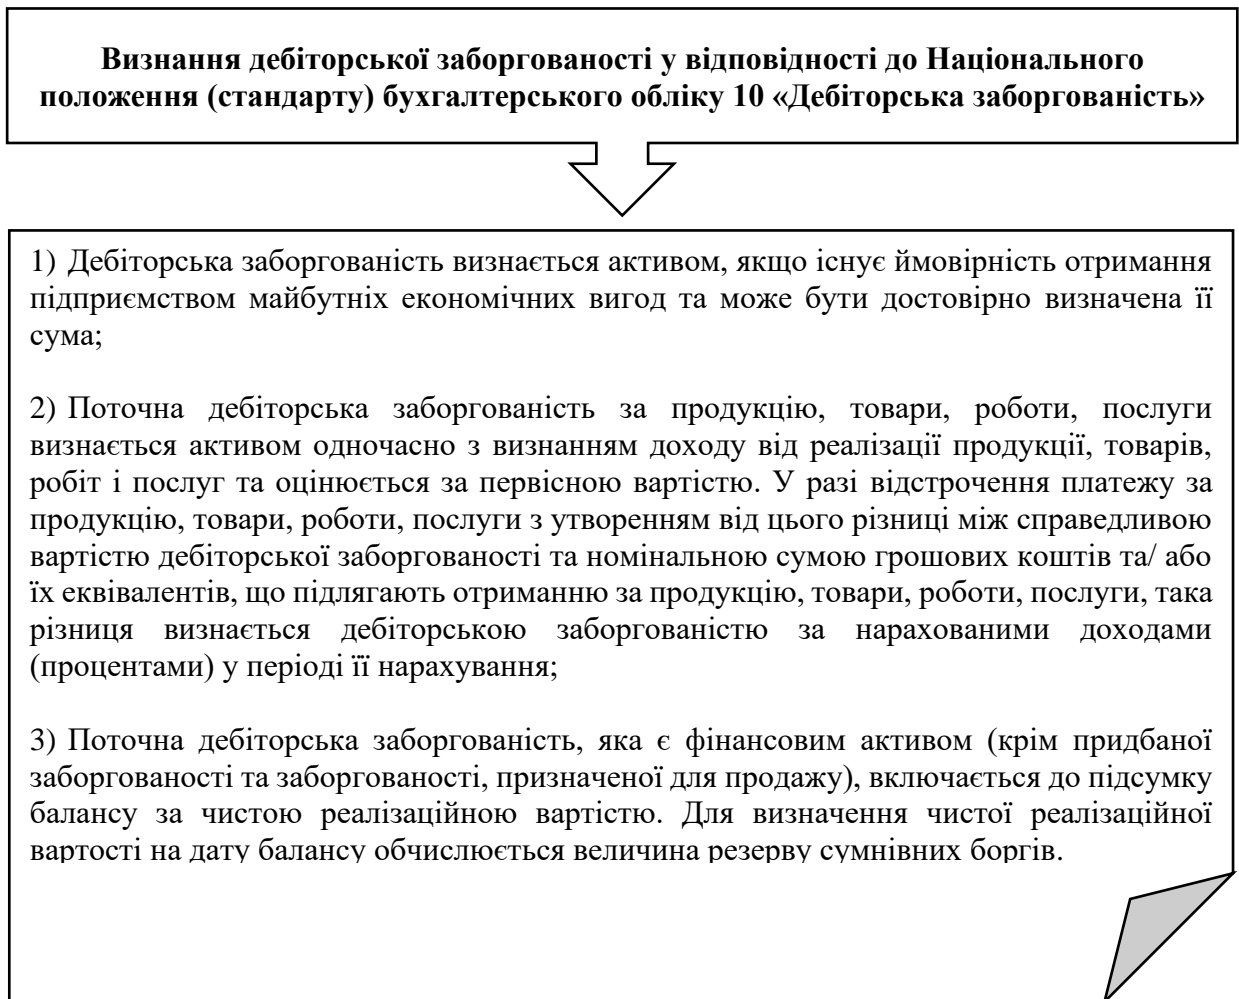 Визнання дебіторської заборгованості у відповідності до Національного
положення (стандарту) бухгалтерського обліку 10 «Дебіторська заборгованість»
1) Дебіторська заборгованість визнається активом, якщо існує ймовірність отримання
підприємством майбутніх економічних вигод та може бути достовірно визначена її
сума;
2) Поточна дебіторська заборгованість за продукцію, товари, роботи, послуги
визнається активом одночасно з визнанням доходу від реалізації продукції, товарів,
робіт і послуг та оцінюється за первісною вартістю. У разі відстрочення платежу за
продукцію, товари, роботи, послуги з утворенням від цього різниці між справедливою
вартістю дебіторської заборгованості та номінальною сумою грошових коштів та/ або
їх еквівалентів, що підлягають отриманню за продукцію, товари, роботи, послуги, така
різниця визнається дебіторською заборгованістю за нарахованими доходами
(процентами) у періоді її нарахування;
3) Поточна дебіторська заборгованість, яка є фінансовим активом (крім придбаної
заборгованості та заборгованості, призначеної для продажу), включається до підсумку
балансу за чистою реалізаційною вартістю. Для визначення чистої реалізаційної
вартості на дату балансу обчислюється величина резерву сумнівних боргів.